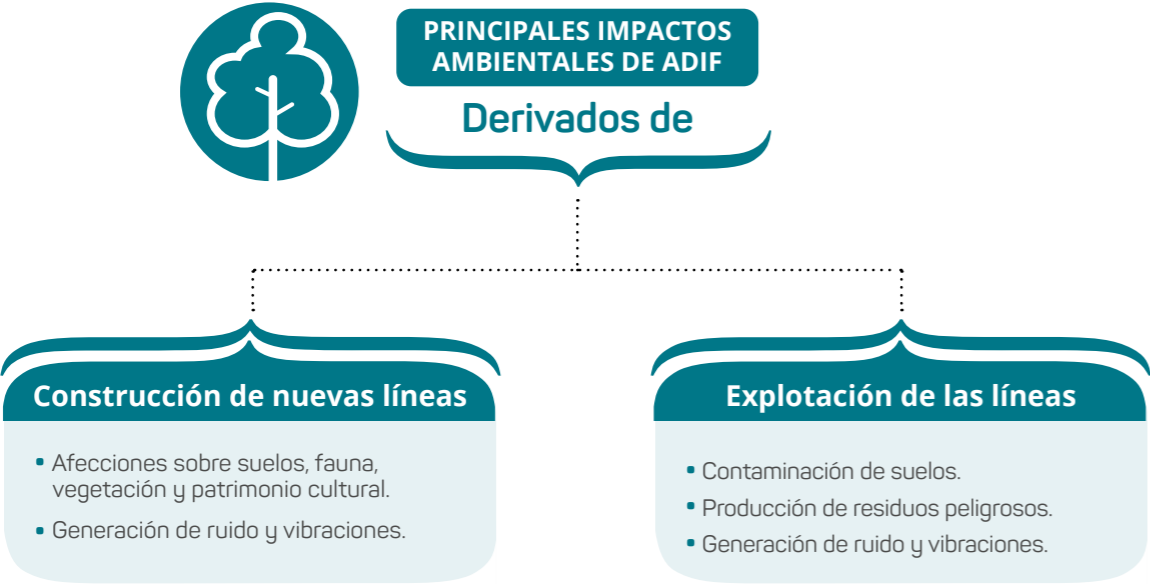 PRINCIPALES IMPACTOS
AMBIENTALES DE ADIF
Derivados de
Construcción de nuevas líneas
• Afecciones sobre suelos, fauna,
vegetación y patrimonio cultural.
• Generación de ruido y vibraciones.
Explotación de las líneas
• Contaminación de suelos.
• Producción de residuos peligrosos.
• Generación de ruido y vibraciones.